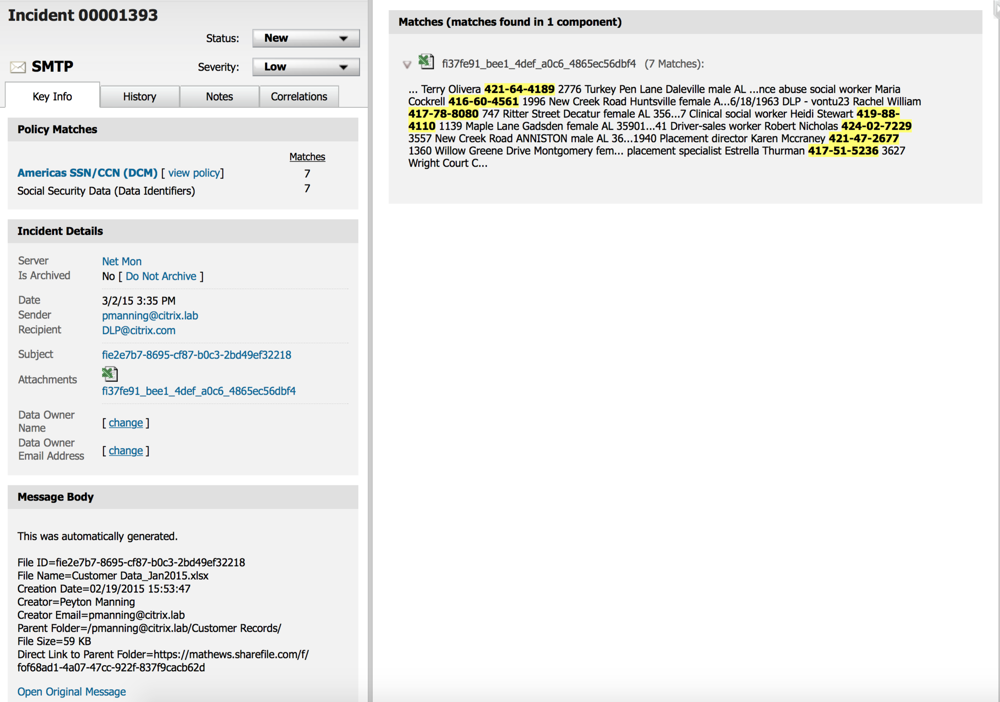 Incident 00001393
Status: New
SMTP
Severity: Low
Key Info History Notes Correlations
Policy Matches
Matches
Americas SSN/CCN (DCM) [ view policy] 7
Social Security Data (Data Identifiers) 7
Incident Details
Server Net Mon
Is Archived No [ Do Not Archive ]
Date 3/2/15 3:35 PM
Sender pmanning@citrix.lab
Recipient DLP@citrix.com
Subject fie2e7b7-8695-cf87-b0c3-2bd49ef32218
Attachments
fi37fe91_bee1_4def_a0c6_4865ec56dbf4
Data Owner
Name [ change ]
Data Owner
Email Address [ change ]
Message Body
This was automatically generated.
File ID=fie2e7b7-8695-cf87-b0c3-2bd49ef32218
File Name=Customer Data_Jan2015.xlsx
Creation Date=02/19/2015 15:53:47
Creator=Peyton Manning
Creator Email=pmanning@citrix.lab
Parent Folder=/pmanning@citrix.lab/Customer Records/
File Size=59 KB
Direct Link to Parent Folder=https://mathews.sharefile.com/f/
fof68ad1-4a07-47cc-922f-837f9cacb62d
Open Original Message
Matches (matches found in 1 component)
fi37fe91_bee1_4def_a0c6_4865ec56dbf4 (7 Matches):
... Terry Olivera 421-64-4189 2776 Turkey Pen Lane Daleville male AL ...nce abuse social worker Maria
Cockrell 416-60-4561 1996 New Creek Road Huntsville female A...6/18/1963 DLP - vontu23 Rachel William
417-78-8080 747 Ritter Street Decatur female AL 356...7 Clinical social worker Heidi Stewart 419-88-
4110 1139 Maple Lane Gadsden female AL 35901...41 Driver-sales worker Robert Nicholas 424-02-7229
3557 New Creek Road ANNISTON male AL 36...1940 Placement director Karen Mccraney 421-47-2677
1360 Willow Greene Drive Montgomery fem... placement specialist Estrella Thurman 417-51-5236 3627
Wright Court C...